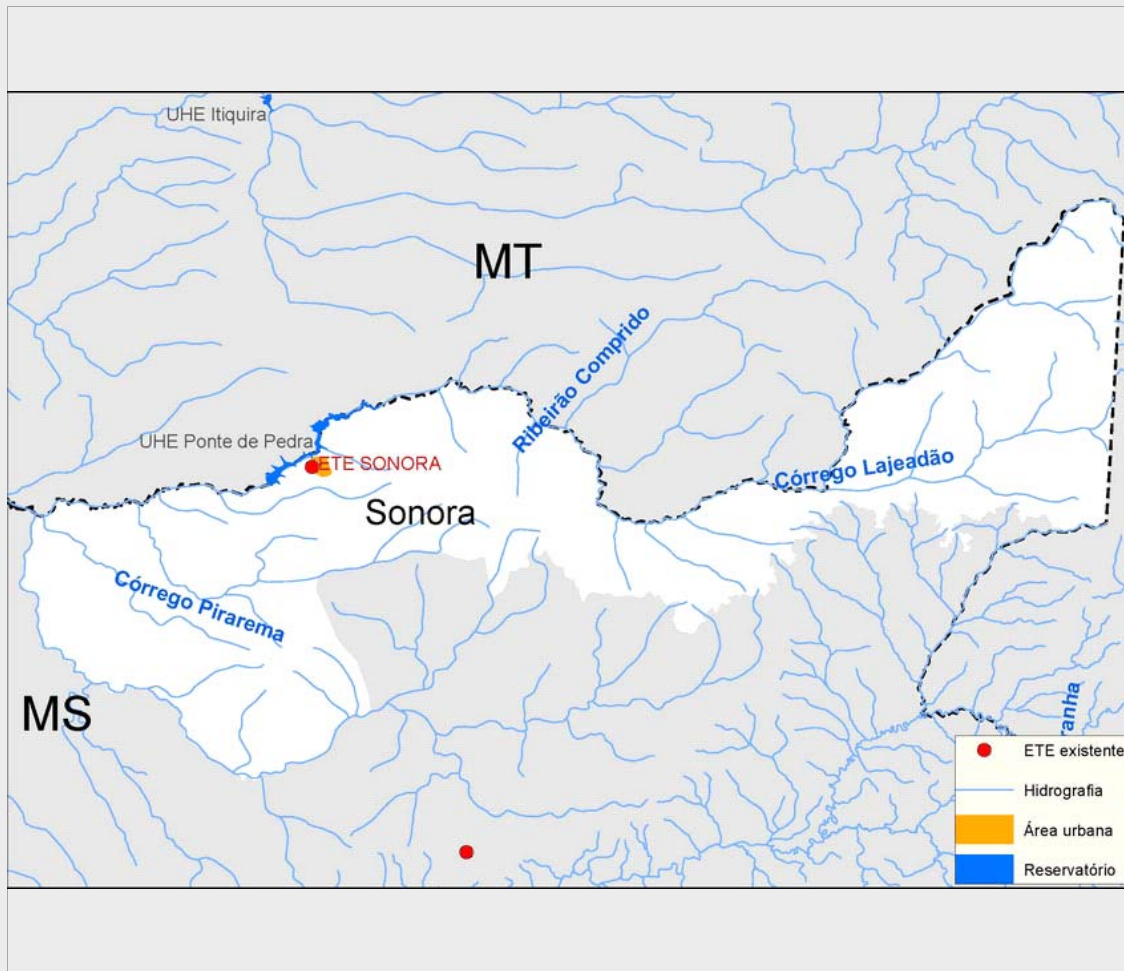 UHE Itiquira
MT
Ribeirão Comprido
UHE Ponte de Pedra
ETE SONORA
Córrego Lajeadão
Sonora
Córrego Pirarema
MS
ranha
ETE existente
Hidrografia
Área urbana
Reservatório